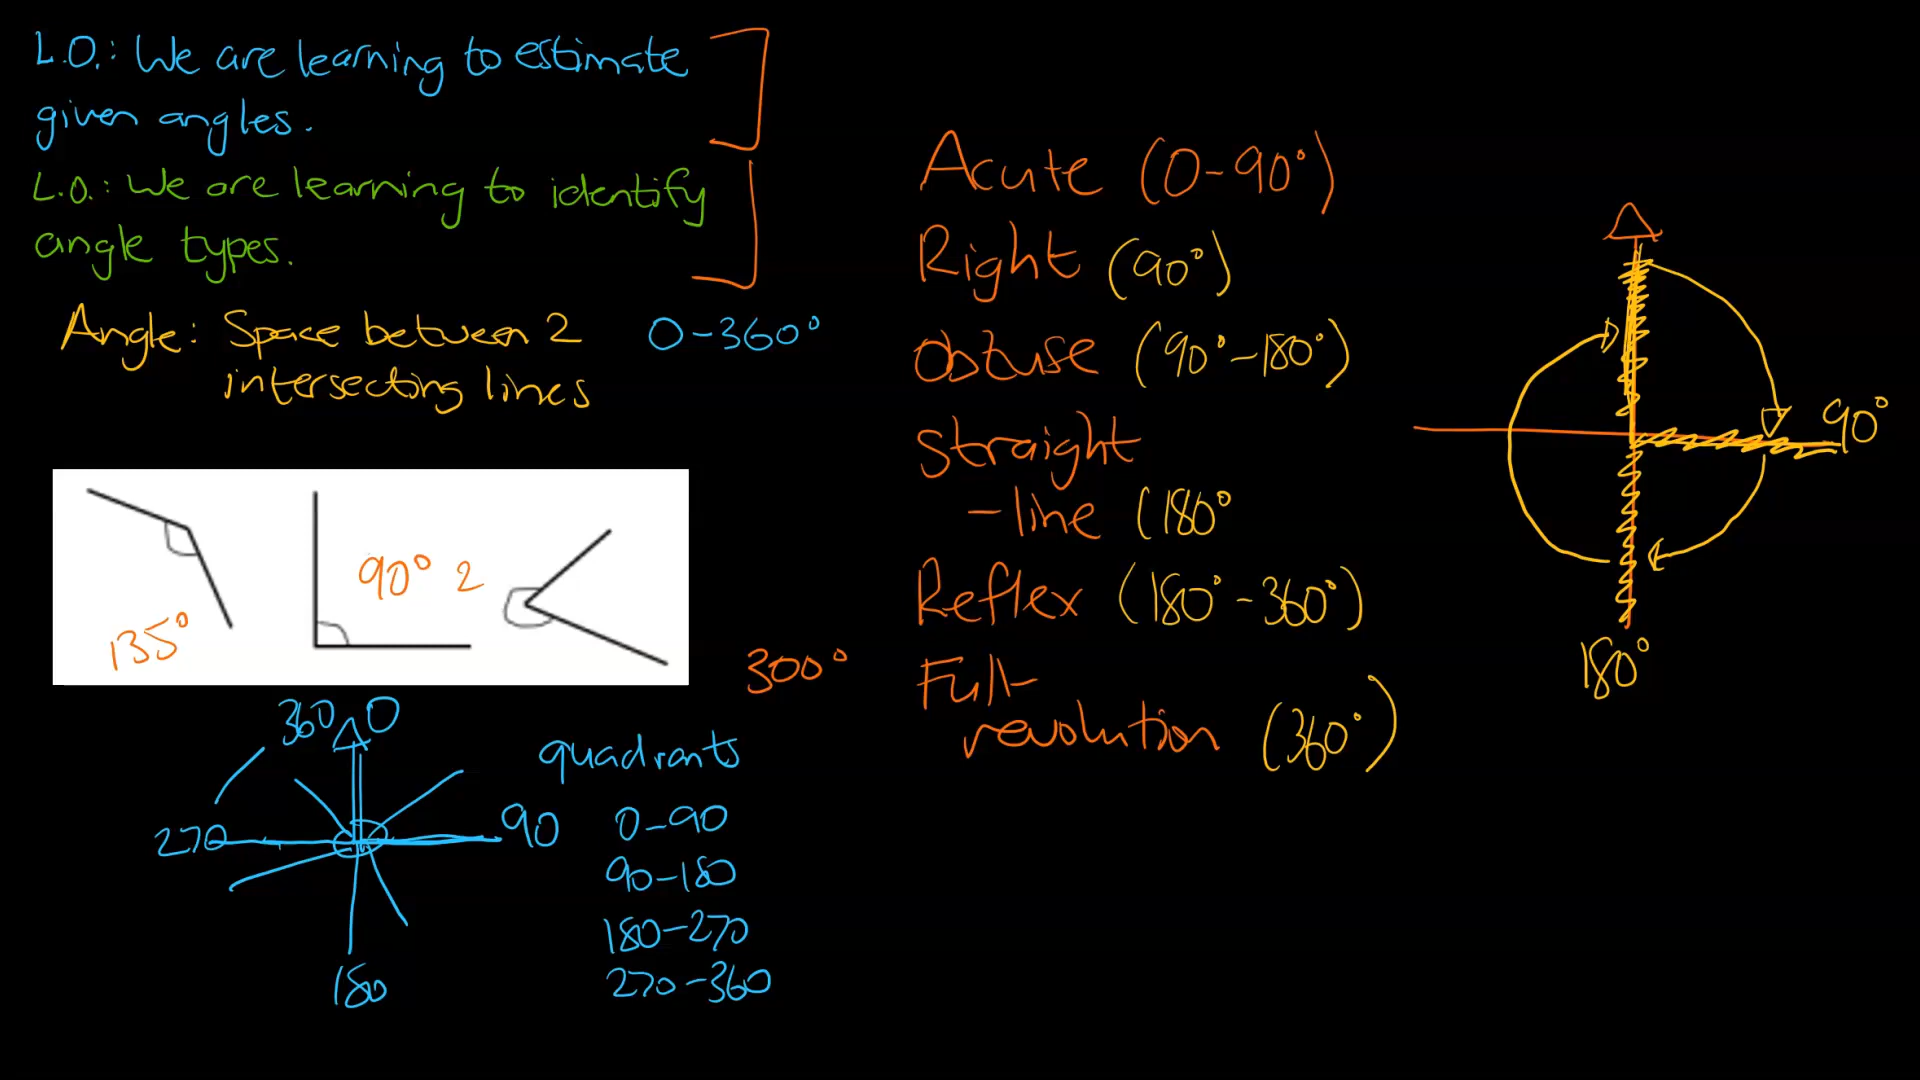 L.O.: We are learning to estimate
given angles.
L.O.: We are learning to identify
angle types.
Angle: Space between 2
intersecting lines
0-360°
135°
90° 2
300°
360 0
270
90
180
quadrants
0-90
90-180
180-270
270-360
Acute (0-90°)
Right (90°)
Obtuse (90°-180°)
Straight
-line (180°
Reflex (180°-360°)
Full-
revolution (360°)
90°
180°